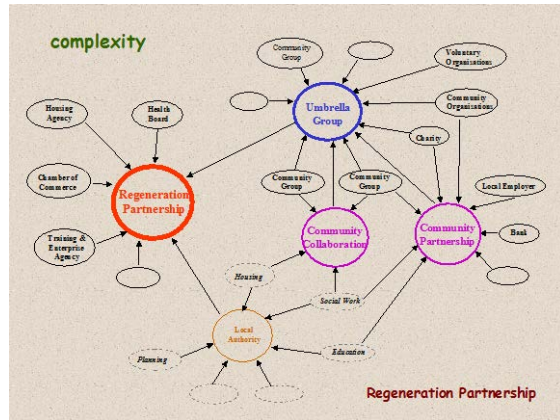 complexity
Community
Group
Voluntary
Organisations
Housing
Agency
Health
Board
Umbrella
Group
Community
Organisations
Charity
Chamber of
Commerce
Regeneration
Partnership
Community
Group
Community
Group
Local Employer
Training &
Enterprise
Agency
Community
Collaboration
Community
Partnership
Bank
Housing
Social Work
Local
Authority
Planning
Education
Regeneration Partnership